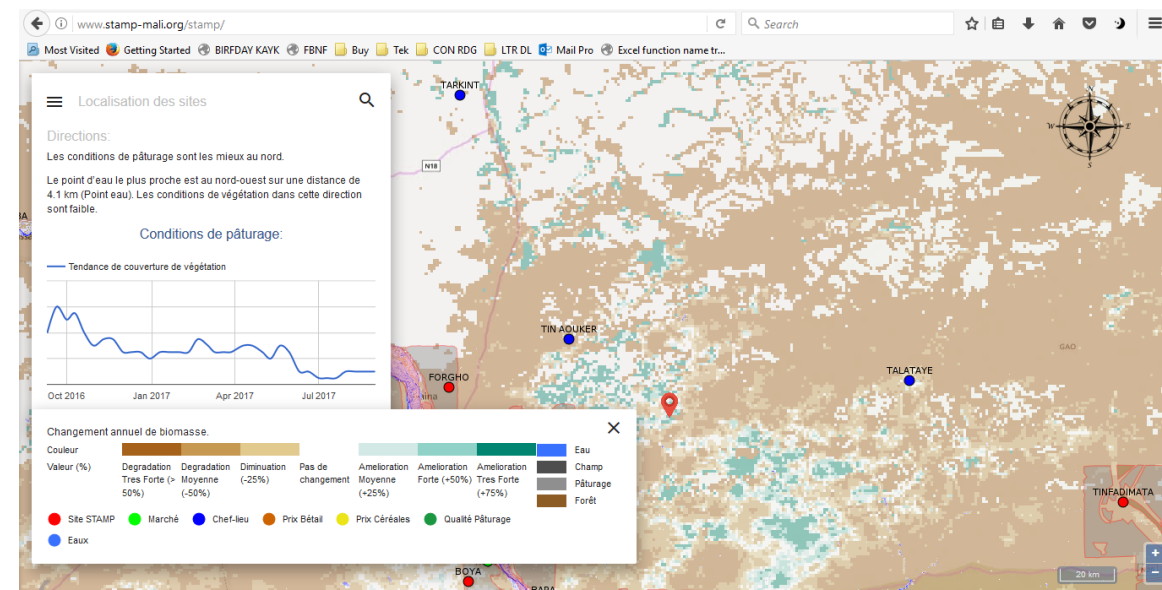 www.stamp-mali.org/stamp/
Search
Most Visited Getting Started BIRFDAY KAYK FBNF Buy Tek CON RDG LTR DL Mail Pro Excel function name tr...
TARKINT
N
W E
S
Localisation des sites
Directions:
Les conditions de pâturage sont les mieux au nord.
N18
Le point d'eau le plus proche est au nord-ouest sur une distance de
4.1 km (Point eau). Les conditions de végétation dans cette direction
sont faible.
BA
Conditions de pâturage:
Tendance de couverture de végétation
TIN AOUKER
GAO
TALATAYE
FORGHO
ina
Oct 2016 Jan 2017 Apr 2017 Jul 2017
Changement annuel de biomasse.
Couleur
Valeur (%)
Degradation
Tres Forte (>
50%)
Degradation
Moyenne
(-50%)
Diminuation
(-25%)
Pas de
changement
Amelioration
Moyenne
(+25%)
Amelioration
Forte (+50%)
Amelioration
Tres Forte
(+75%)
Eau
Champ
Pâturage
Forêt
Site STAMP Marché Chef-lieu Prix Bétail Prix Céréales Qualité Pâturage
Eaux
TINFADIMATA
BOYA
BARA
20 km
+
−